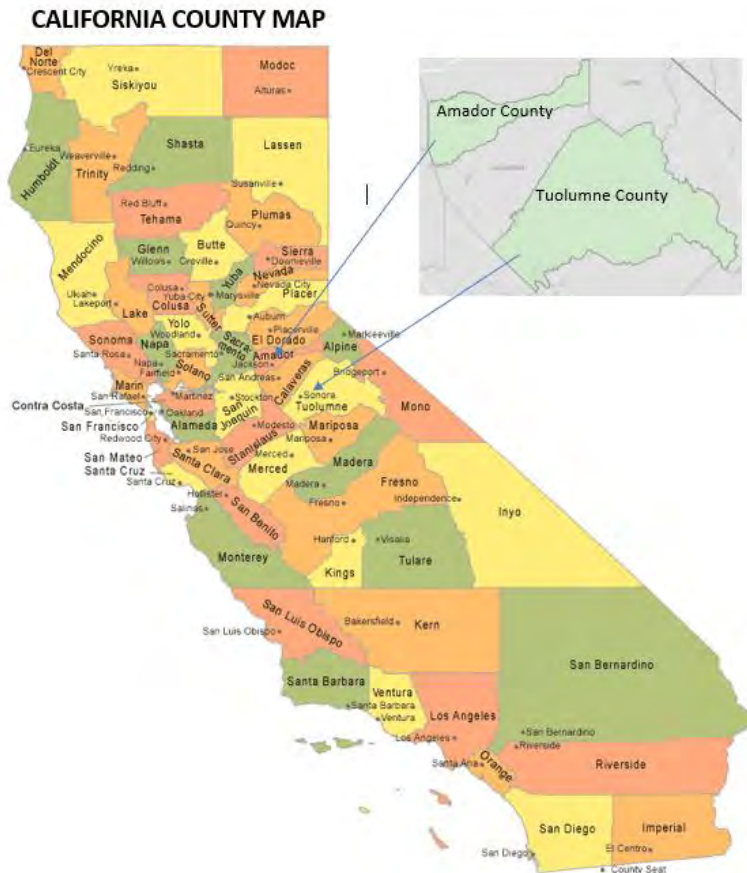 CALIFORNIA COUNTY MAP
Del
Norte
Crescent City
Yreka
Siskiyou
Modoc
Alturas
Amador County
Tuolumne County
Eureka
Humboldt
Weaverville
Trinity
Shasta
Redding
Lassen
Susanville
Red Bluff
Tehama
Plumas
Quincy
Mendocino
Glenn
Willows
Butte
Oroville
Sierra
Downieville
Yuba
Nevada
Nevada City
Ukiah
Lakeport
Lake
Colusa
Colusa
Yuba City
Marysville
Sutter
Placer
Auburn
Yolo
Woodland
Placerville
El Dorado
Sonoma
Santa Rosa
Napa
Napa
Sacramento
Sacra-
mento
Amador
Jackson
Alpine
Markleeville
Fairfield
Solano
San Andreas
Calaveras
Bridgeport
Marin
San Rafael
Martinez
Stockton
San
Joaquin
Sonora
Tuolumne
Mono
Contra Costa
San Francisco
Oakland
San Francisco
Alameda
Modesto
Stanislaus
Mariposa
Mariposa
Redwood City
San Jose
San Mateo
Santa Clara
Merced
Merced
Madera
Madera
Santa Cruz
Santa Cruz
Hollister
Salinas
San Benito
Fresno
Fresno
Independence
Inyo
Monterey
Hanford
Visalia
Kings
Tulare
San Luis Obispo
San Luis Obispo
Bakersfield
Kern
San Bernardino
Santa Barbara
Santa Barbara
Ventura
Ventura
Los Angeles
Los Angeles
San Bernardino
Riverside
Santa Ana
Orange
Riverside
San Diego
San Diego
Imperial
El Centro
County Seat